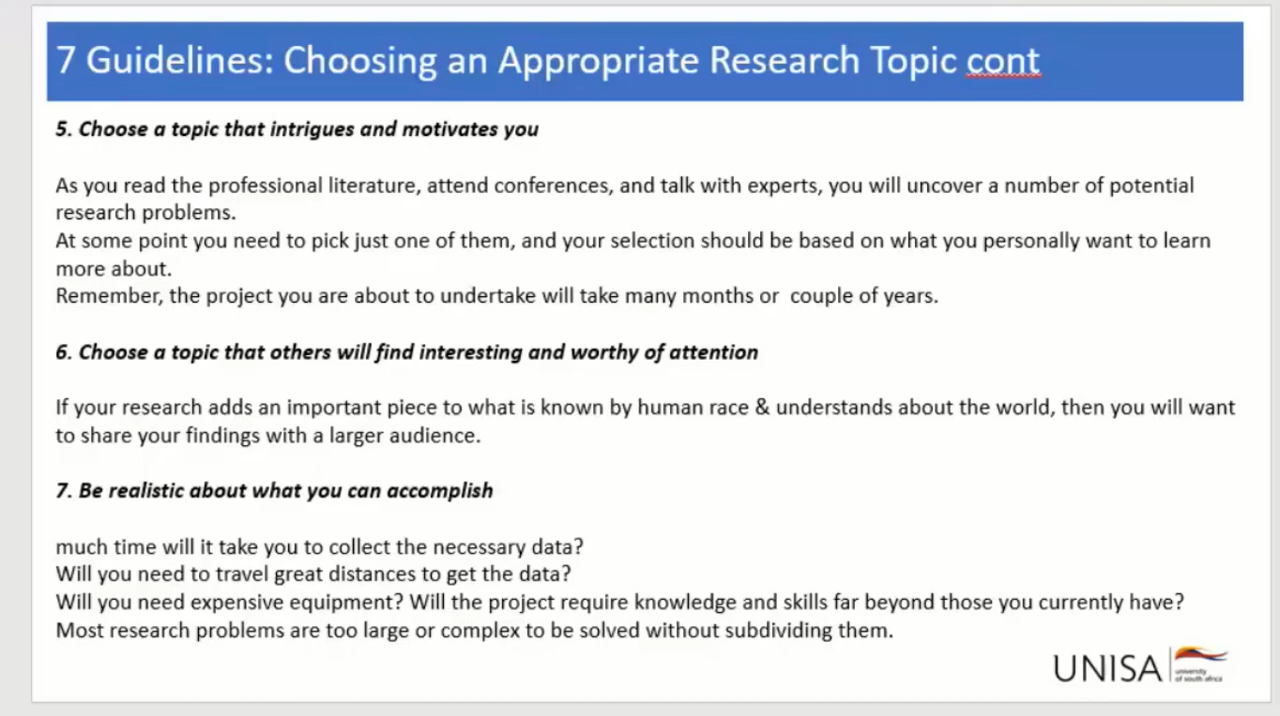 7 Guidelines: Choosing an Appropriate Research Topic cont
5. Choose a topic that intrigues and motivates you
As you read the professional literature, attend conferences, and talk with experts, you will uncover a number of potential
research problems.
At some point you need to pick just one of them, and your selection should be based on what you personally want to learn
more about.
Remember, the project you are about to undertake will take many months or  couple of years.
6. Choose a topic that others will find interesting and worthy of attention
If your research adds an important piece to what is known by human race & understands about the world, then you will want
to share your findings with a larger audience.
7. Be realistic about what you can accomplish
much time will it take you to collect the necessary data?
Will you need to travel great distances to get the data?
Will you need expensive equipment? Will the project require knowledge and skills far beyond those you currently have?
Most research problems are too large or complex to be solved without subdividing them.
UNISA
university
of south africa